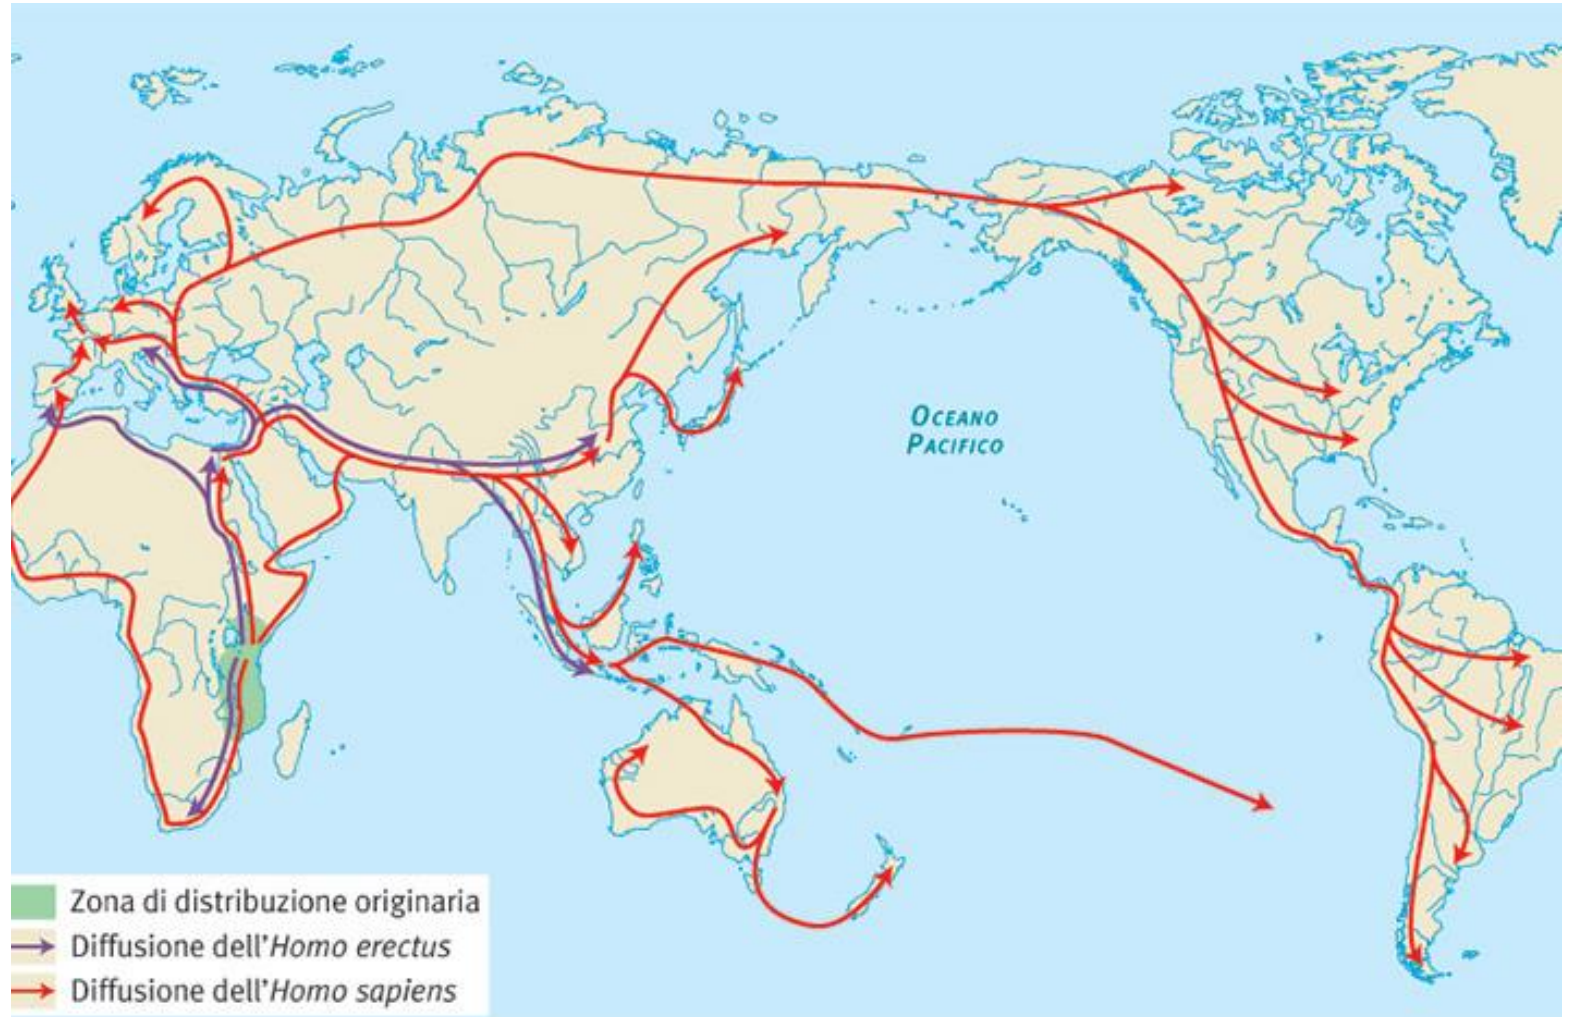 OCEANO
PACIFICO
Zona di distribuzione originaria
Diffusione dell'Homo erectus
Diffusione dell'Homo sapiens